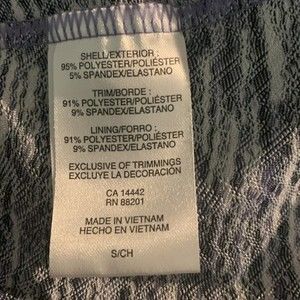 SHELL/EXTERIOR :
95% POLYESTER/POLIÉSTER
5% SPANDEX/ELASTANO
TRIM/BORDE :
91% POLYESTER/POLIÉSTER
9% SPANDEX/ELASTANO
LINING/FORRO :
91% POLYESTER/POLIÉSTER
9% SPANDEX/ELASTANO
EXCLUSIVE OF TRIMMINGS
EXCLUYE LA DECORACIÓN
CA 14442
RN 88201
MADE IN VIETNAM
HECHO EN VIETNAM
S/CH